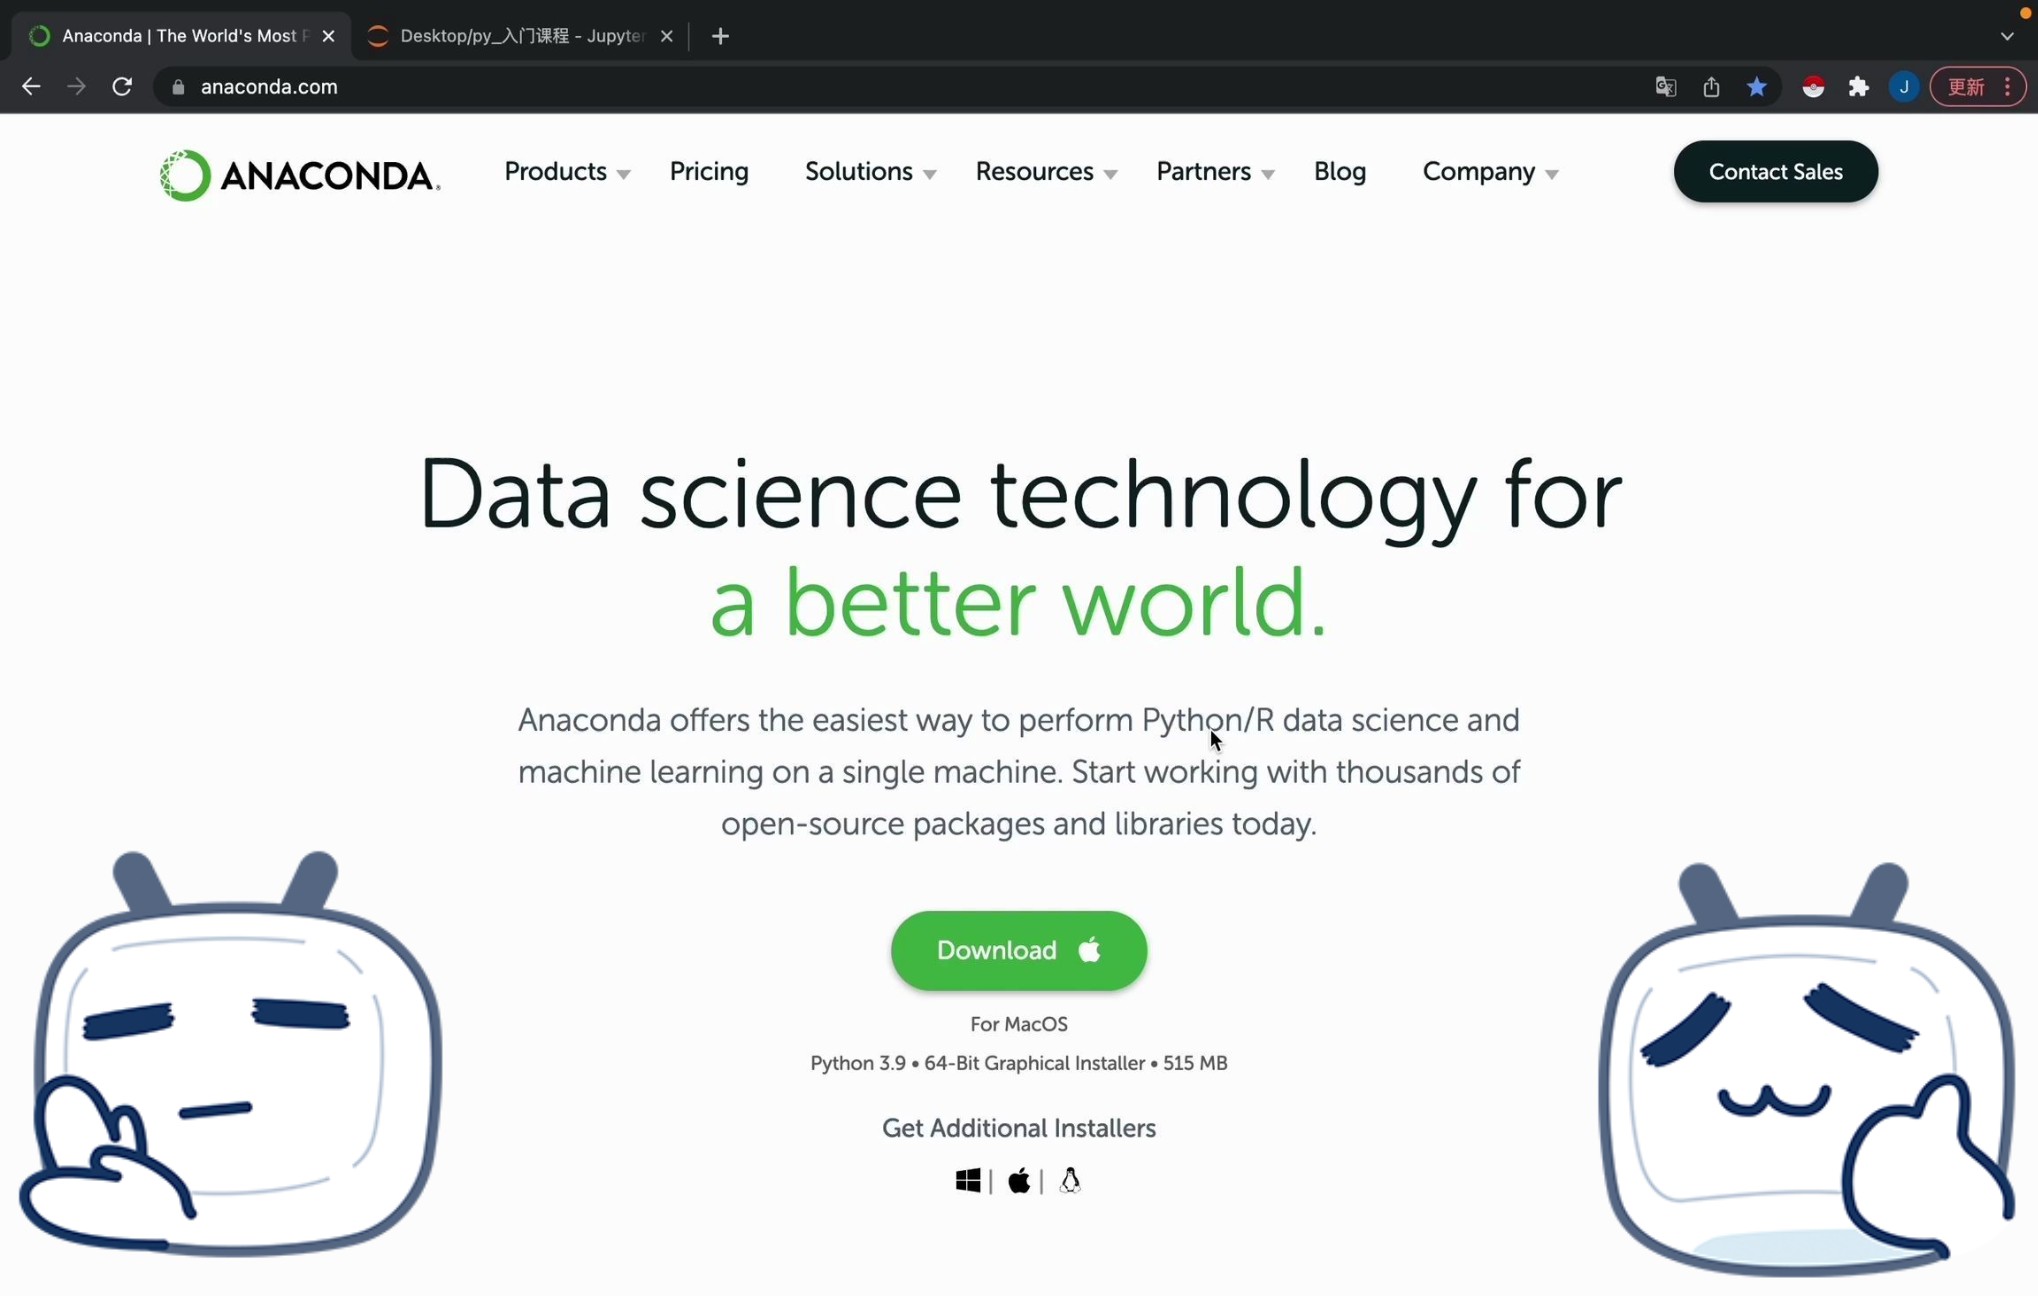 Anaconda | The World's Most P
Desktop/py_入门课程 - Jupyter
anaconda.com
J
更新
ANACONDA
Products
Pricing
Solutions
Resources
Partners
Blog
Company
Contact Sales
Data science technology for
a better world.
Anaconda offers the easiest way to perform Python/R data science and
machine learning on a single machine. Start working with thousands of
open-source packages and libraries today.
Download
For MacOS
Python 3.9 • 64-Bit Graphical Installer • 515 MB
Get Additional Installers